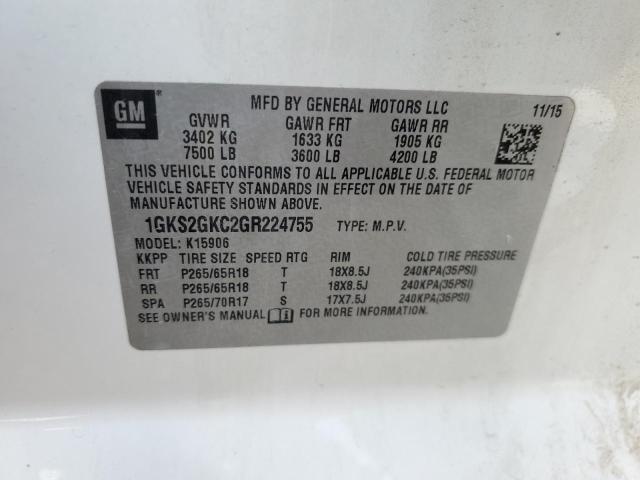 GM
MFD BY GENERAL MOTORS LLC 11/15
GVWR GAWR FRT GAWR RR
3402 KG 1633 KG 1905 KG
7500 LB 3600 LB 4200 LB
THIS VEHICLE CONFORMS TO ALL APPLICABLE U.S. FEDERAL MOTOR
VEHICLE SAFETY STANDARDS IN EFFECT ON THE DATE OF
MANUFACTURE SHOWN ABOVE.
1GKS2GKC2GR224755 TYPE: M.P.V.
MODEL: K15906
KKPP TIRE SIZE SPEED RTG RIM COLD TIRE PRESSURE
FRT P265/65R18 T 18X8.5J 240KPA(35PSI)
RR P265/65R18 T 18X8.5J 240KPA(35PSI)
SPA P265/70R17 S 17X7.5J 240KPA(35PSI)
SEE OWNER'S MANUAL FOR MORE INFORMATION.